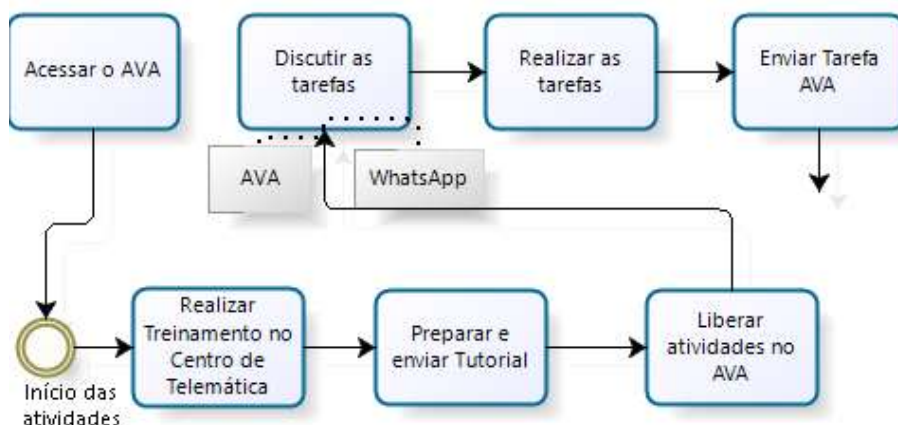 Acessar o AVA
Discutir as
tarefas
Realizar as
tarefas
Enviar Tarefa
AVA
AVA
WhatsApp
Início das
atividades
Realizar
Treinamento no
Centro de
Telemática
Preparar e
enviar Tutorial
Liberar
atividades no
AVA